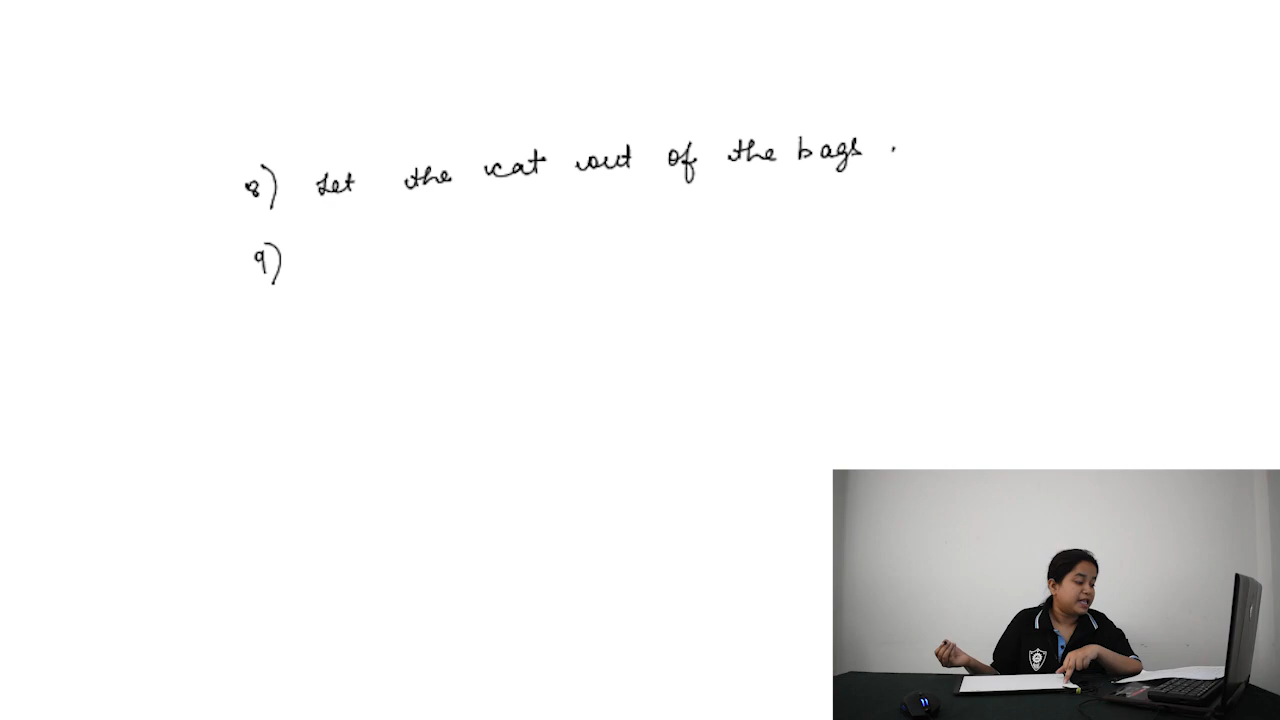 8) Let the cat out of the bags .
9)